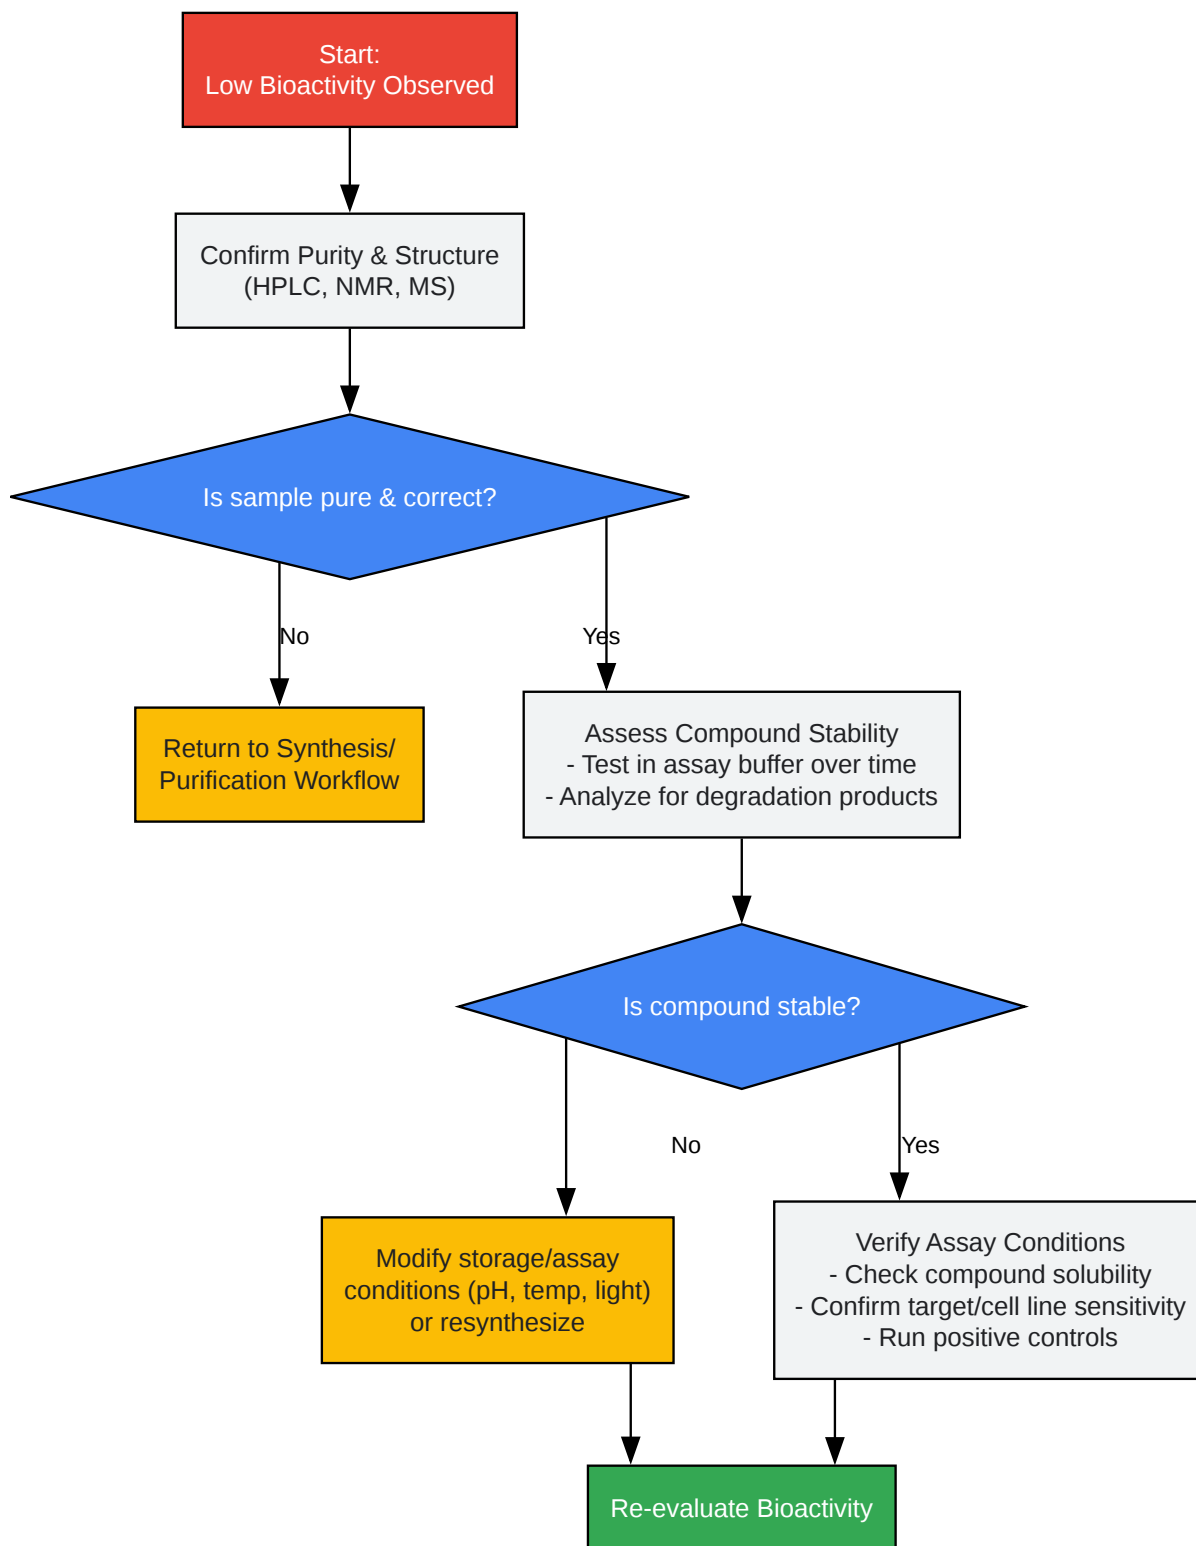 Start:
Low Bioactivity Observed
Confirm Purity & Structure
(HPLC, NMR, MS)
Is sample pure & correct?
No
Yes
Return to Synthesis/
Purification Workflow
Assess Compound Stability
- Test in assay buffer over time
- Analyze for degradation products
Is compound stable?
No
Yes
Modify storage/assay
conditions (pH, temp, light)
or resynthesize
Verify Assay Conditions
- Check compound solubility
- Confirm target/cell line sensitivity
- Run positive controls
Re-evaluate Bioactivity